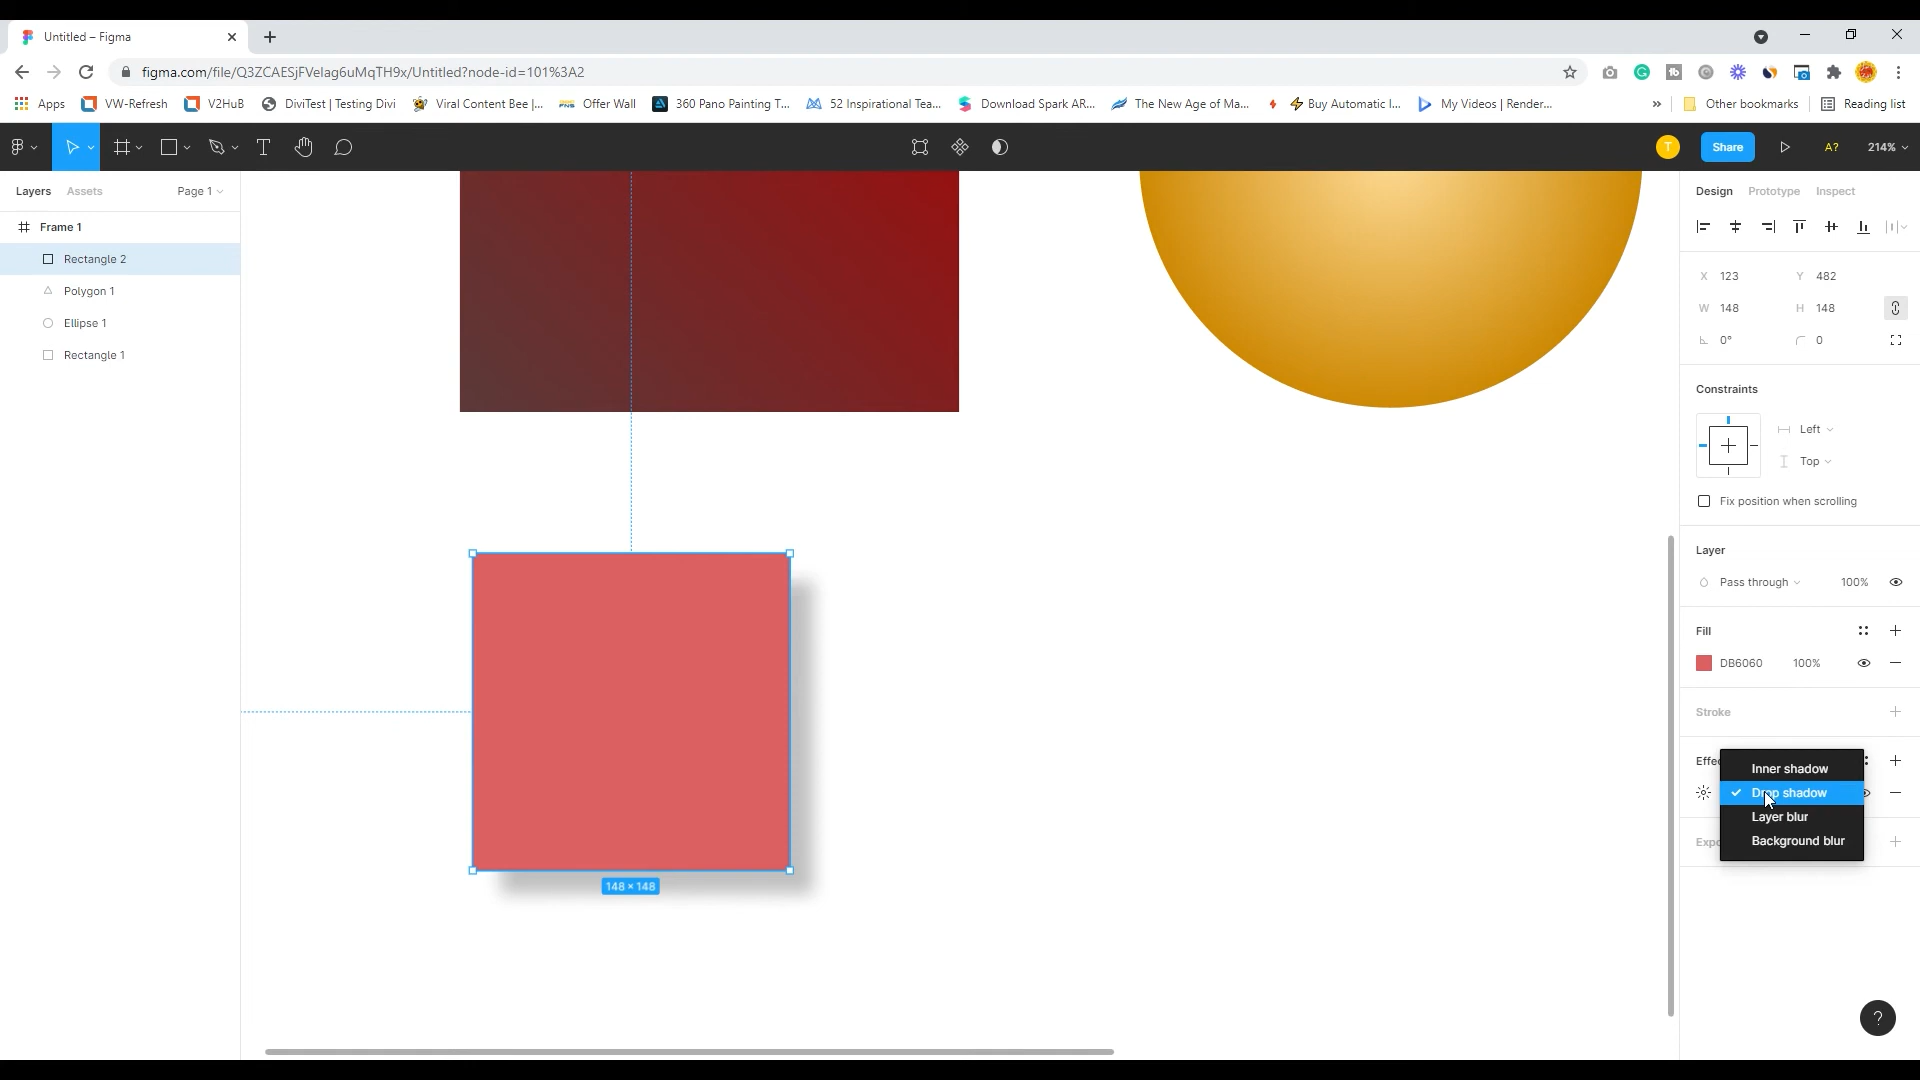 Untitled – Figma
figma.com/file/Q3ZCAESjFVelag6uMqTH9x/Untitled?node-id=101%3A2
Apps VW-Refresh V2HuB DiviTest | Testing Divi Viral Content Bee |... Offer Wall 360 Pano Painting T... 52 Inspirational Tea... Download Spark AR... The New Age of Ma... Buy Automatic I... My Videos | Render... » Other bookmarks Reading list
T Share A? 214%
Layers Assets Page 1
Frame 1
Rectangle 2
Polygon 1
Ellipse 1
Rectangle 1
148 × 148
Design Prototype Inspect
X 123 Y 482
W 148 H 148
0° 0
Constraints
Left
Top
Fix position when scrolling
Layer
Pass through 100%
Fill
DB6060 100%
Stroke
Effec
Inner shadow
Drop shadow
Layer blur
Background blur
Expo
?